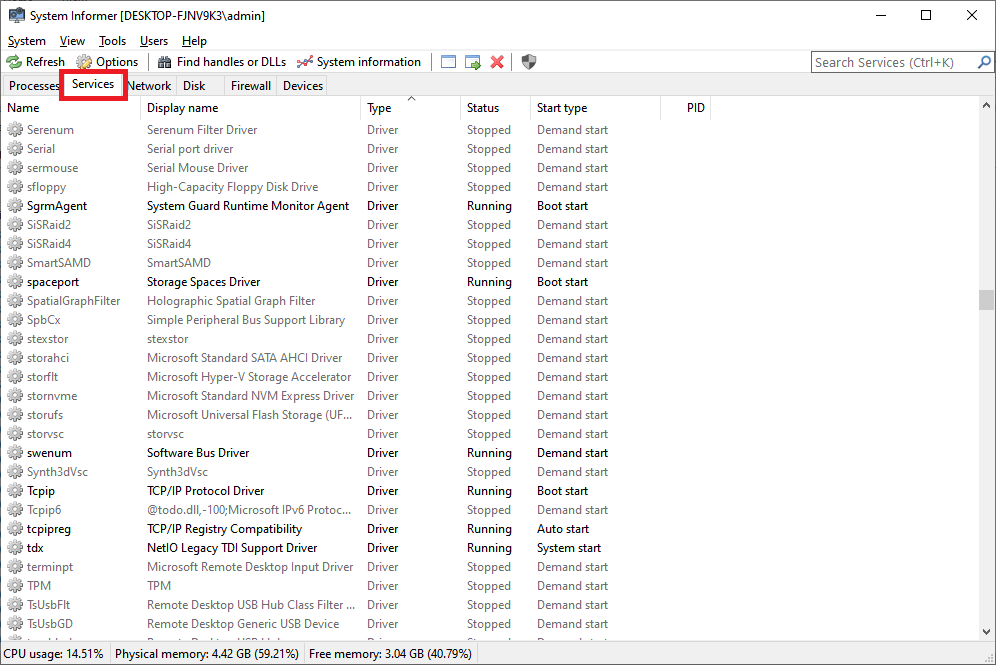 System Informer [DESKTOP-FJNV9K3\admin]
System View Tools Users Help
Refresh Options Find handles or DLLs System information Search Services (Ctrl+K)
Processes Services Network Disk Firewall Devices
Name Display name Type Status Start type PID
Serenum Serenum Filter Driver Driver Stopped Demand start
Serial Serial port driver Driver Stopped Demand start
sermouse Serial Mouse Driver Driver Stopped Demand start
sfloppy High-Capacity Floppy Disk Drive Driver Stopped Demand start
SgrmAgent System Guard Runtime Monitor Agent Driver Running Boot start
SiSRaid2 SiSRaid2 Driver Stopped Demand start
SiSRaid4 SiSRaid4 Driver Stopped Demand start
SmartSAMD SmartSAMD Driver Stopped Demand start
spaceport Storage Spaces Driver Driver Running Boot start
SpatialGraphFilter Holographic Spatial Graph Filter Driver Stopped Demand start
SpbCx Simple Peripheral Bus Support Library Driver Stopped Demand start
stexstor stexstor Driver Stopped Demand start
storahci Microsoft Standard SATA AHCI Driver Driver Stopped Demand start
storflt Microsoft Hyper-V Storage Accelerator Driver Stopped Demand start
stornvme Microsoft Standard NVM Express Driver Driver Stopped Demand start
storufs Microsoft Universal Flash Storage (UF... Driver Stopped Demand start
storvsc storvsc Driver Stopped Demand start
swenum Software Bus Driver Driver Running Demand start
Synth3dVsc Synth3dVsc Driver Stopped Demand start
Tcpip TCP/IP Protocol Driver Driver Running Boot start
Tcpip6 @todo.dll,-100;Microsoft IPv6 Protoc... Driver Stopped Demand start
tcpipreg TCP/IP Registry Compatibility Driver Running Auto start
tdx NetIO Legacy TDI Support Driver Driver Running System start
terminpt Microsoft Remote Desktop Input Driver Driver Stopped Demand start
TPM TPM Driver Stopped Demand start
TsUsbFlt Remote Desktop USB Hub Class Filter ... Driver Stopped Demand start
TsUsbGD Remote Desktop Generic USB Device Driver Stopped Demand start
CPU usage: 14.51% Physical memory: 4.42 GB (59.21%) Free memory: 3.04 GB (40.79%)